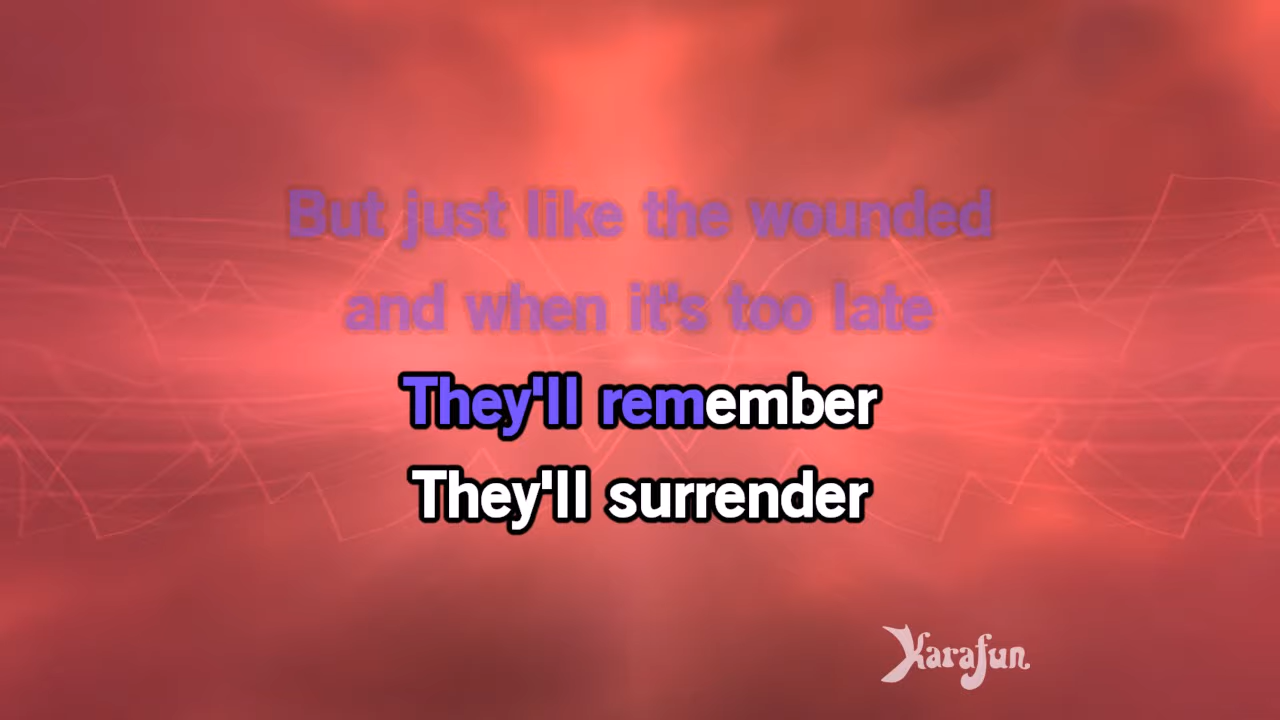 But just like the wounded
and when it's too late
They'll remember
They'll surrender
Karafun